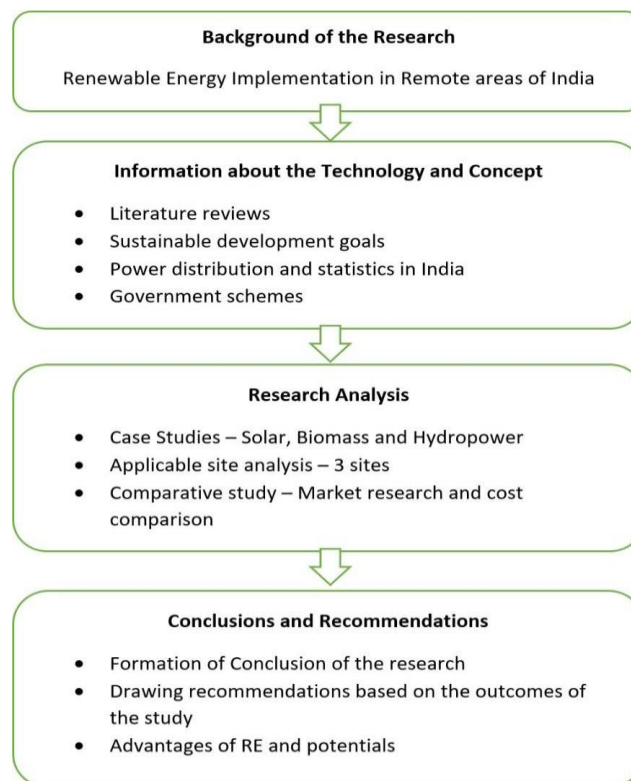 Background of the Research
Renewable Energy Implementation in Remote areas of India
Information about the Technology and Concept
• Literature reviews
• Sustainable development goals
• Power distribution and statistics in India
• Government schemes
Research Analysis
• Case Studies – Solar, Biomass and Hydropower
• Applicable site analysis – 3 sites
• Comparative study – Market research and cost
comparison
Conclusions and Recommendations
• Formation of Conclusion of the research
• Drawing recommendations based on the outcomes of
the study
• Advantages of RE and potentials